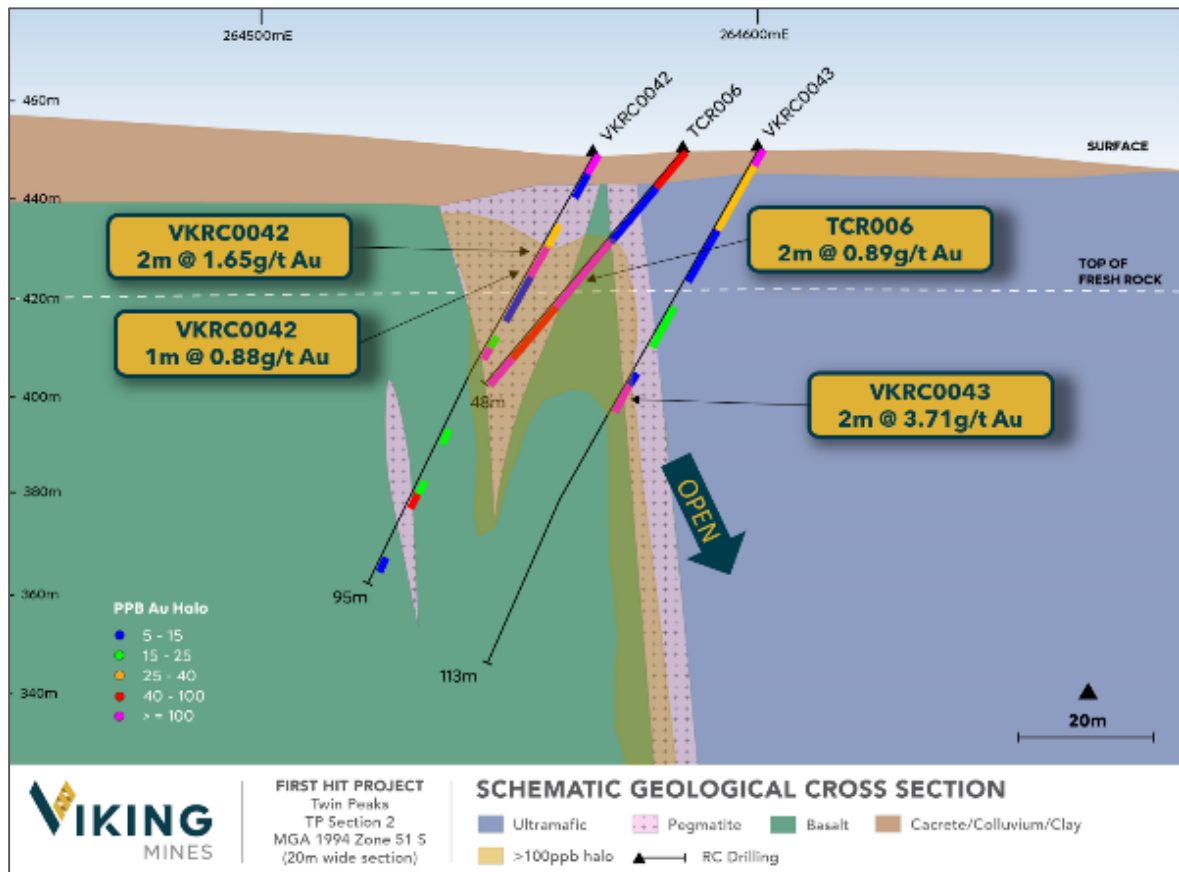 264500mE
264600mE
VKRC0042
TCR006
VKRC0043
460m
SURFACE
440m
VKRC0042
2m @ 1.65g/t Au
TCR006
2m @ 0.89g/t Au
TOP OF
FRESH ROCK
420m
VKRC0042
1m @ 0.88g/t Au
400m
48m
VKRC0043
2m @ 3.71g/t Au
OPEN
380m
360m
95m
PPB Au Halo
5 - 15
15 - 25
25 - 40
40 - 100
> = 100
113m
340m
20m
VIKING
MINES
FIRST HIT PROJECT
Twin Peaks
TP Section 2
MGA 1994 Zone 51 S
(20m wide section)
SCHEMATIC GEOLOGICAL CROSS SECTION
Ultramafic
Pegmatite
Basalt
Cacrete/Colluvium/Clay
>100ppb halo
RC Drilling